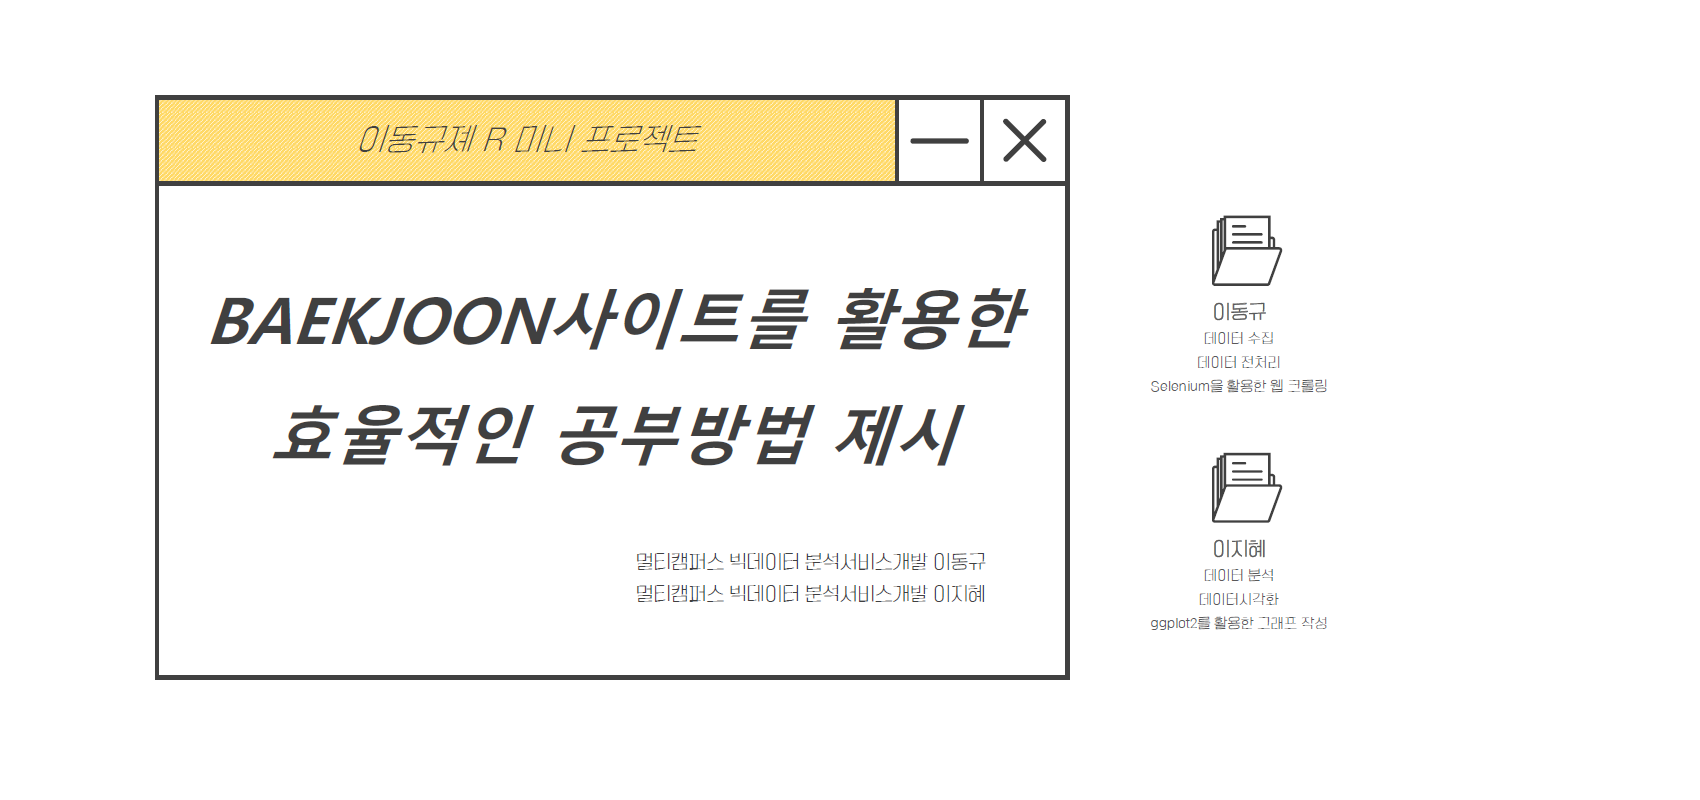 이동규제 R 미니 프로젝트
BAEKJOON사이트를 활용한
효율적인 공부방법 제시
멀티캠퍼스 빅데이터 분석서비스개발 이동규
멀티캠퍼스 빅데이터 분석서비스개발 이지혜
이동규
데이터 수집
데이터 전처리
Selenium을 활용한 웹 크롤링
이지혜
데이터 분석
데이터시각화
ggplot2를 활용한 그래프 작성